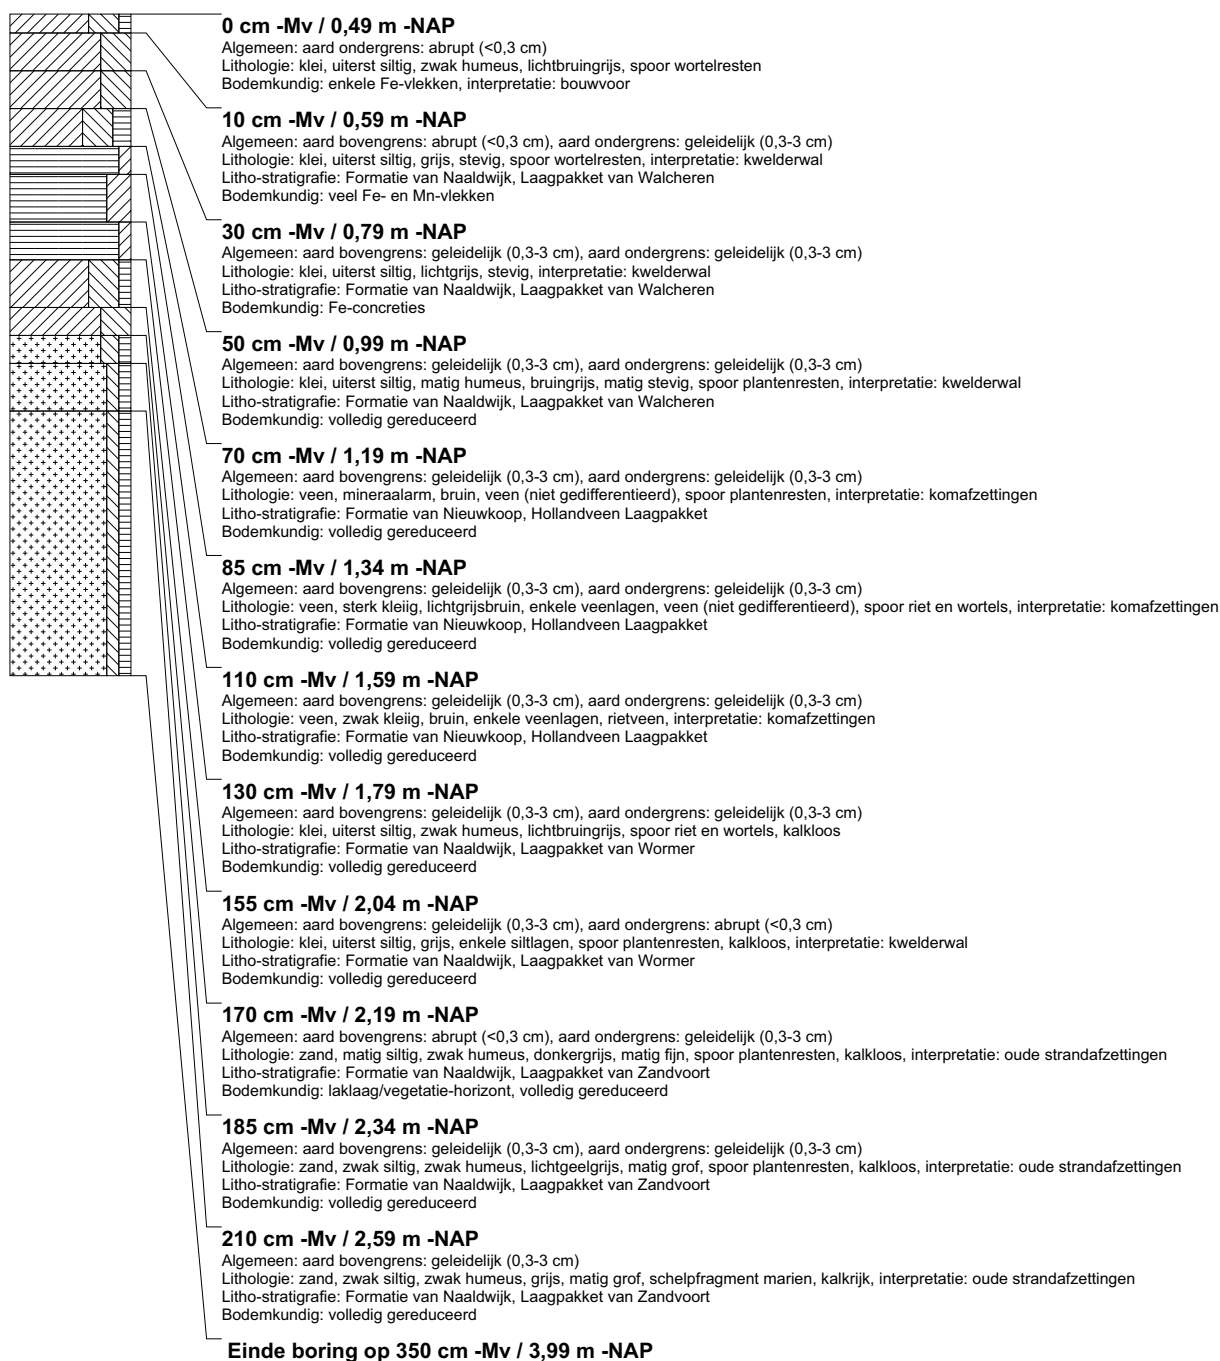 0 cm -Mv / 0,49 m -NAP
Algemeen: aard ondergrens: abrupt (<0,3 cm)
Lithologie: klei, uiterst siltig, zwak humeus, lichtbruingrijs, spoor wortelresten
Bodemkundig: enkele Fe-vlekken, interpretatie: bouwvoor
10 cm -Mv / 0,59 m -NAP
Algemeen: aard bovengrens: abrupt (<0,3 cm), aard ondergrens: geleidelijk (0,3-3 cm)
Lithologie: klei, uiterst siltig, grijs, stevig, spoor wortelresten, interpretatie: kwelderwal
Litho-stratigrafie: Formatie van Naaldwijk, Laagpakket van Walcheren
Bodemkundig: veel Fe- en Mn-vlekken
30 cm -Mv / 0,79 m -NAP
Algemeen: aard bovengrens: geleidelijk (0,3-3 cm), aard ondergrens: geleidelijk (0,3-3 cm)
Lithologie: klei, uiterst siltig, lichtgrijs, stevig, interpretatie: kwelderwal
Litho-stratigrafie: Formatie van Naaldwijk, Laagpakket van Walcheren
Bodemkundig: Fe-concreties
50 cm -Mv / 0,99 m -NAP
Algemeen: aard bovengrens: geleidelijk (0,3-3 cm), aard ondergrens: geleidelijk (0,3-3 cm)
Lithologie: klei, uiterst siltig, matig humeus, bruingrijs, matig stevig, spoor plantenresten, interpretatie: kwelderwal
Litho-stratigrafie: Formatie van Naaldwijk, Laagpakket van Walcheren
Bodemkundig: volledig gereduceerd
70 cm -Mv / 1,19 m -NAP
Algemeen: aard bovengrens: geleidelijk (0,3-3 cm), aard ondergrens: geleidelijk (0,3-3 cm)
Lithologie: veen, mineraalarm, bruin, veen (niet gedifferentieerd), spoor plantenresten, interpretatie: komafzettingen
Litho-stratigrafie: Formatie van Nieuwkoop, Hollandveen Laagpakket
Bodemkundig: volledig gereduceerd
85 cm -Mv / 1,34 m -NAP
Algemeen: aard bovengrens: geleidelijk (0,3-3 cm), aard ondergrens: geleidelijk (0,3-3 cm)
Lithologie: veen, sterk kleiig, lichtgrijsbruin, enkele veenlagen, veen (niet gedifferentieerd), spoor riet en wortels, interpretatie: komafzettingen
Litho-stratigrafie: Formatie van Nieuwkoop, Hollandveen Laagpakket
Bodemkundig: volledig gereduceerd
110 cm -Mv / 1,59 m -NAP
Algemeen: aard bovengrens: geleidelijk (0,3-3 cm), aard ondergrens: geleidelijk (0,3-3 cm)
Lithologie: veen, zwak kleiig, bruin, enkele veenlagen, rietveen, interpretatie: komafzettingen
Litho-stratigrafie: Formatie van Nieuwkoop, Hollandveen Laagpakket
Bodemkundig: volledig gereduceerd
130 cm -Mv / 1,79 m -NAP
Algemeen: aard bovengrens: geleidelijk (0,3-3 cm), aard ondergrens: geleidelijk (0,3-3 cm)
Lithologie: klei, uiterst siltig, zwak humeus, lichtbruingrijs, spoor riet en wortels, kalkloos
Litho-stratigrafie: Formatie van Naaldwijk, Laagpakket van Wormer
Bodemkundig: volledig gereduceerd
155 cm -Mv / 2,04 m -NAP
Algemeen: aard bovengrens: geleidelijk (0,3-3 cm), aard ondergrens: abrupt (<0,3 cm)
Lithologie: klei, uiterst siltig, grijs, enkele siltlagen, spoor plantenresten, kalkloos, interpretatie: kwelderwal
Litho-stratigrafie: Formatie van Naaldwijk, Laagpakket van Wormer
Bodemkundig: volledig gereduceerd
170 cm -Mv / 2,19 m -NAP
Algemeen: aard bovengrens: abrupt (<0,3 cm), aard ondergrens: geleidelijk (0,3-3 cm)
Lithologie: zand, matig siltig, zwak humeus, donkergrijs, matig fijn, spoor plantenresten, kalkloos, interpretatie: oude strandafzettingen
Litho-stratigrafie: Formatie van Naaldwijk, Laagpakket van Zandvoort
Bodemkundig: laklaag/vegetatie-horizont, volledig gereduceerd
185 cm -Mv / 2,34 m -NAP
Algemeen: aard bovengrens: geleidelijk (0,3-3 cm), aard ondergrens: geleidelijk (0,3-3 cm)
Lithologie: zand, zwak siltig, zwak humeus, lichtgeelgrijs, matig grof, spoor plantenresten, kalkloos, interpretatie: oude strandafzettingen
Litho-stratigrafie: Formatie van Naaldwijk, Laagpakket van Zandvoort
Bodemkundig: volledig gereduceerd
210 cm -Mv / 2,59 m -NAP
Algemeen: aard bovengrens: geleidelijk (0,3-3 cm)
Lithologie: zand, zwak siltig, zwak humeus, grijs, matig grof, schelpfragment marien, kalkrijk, interpretatie: oude strandafzettingen
Litho-stratigrafie: Formatie van Naaldwijk, Laagpakket van Zandvoort
Bodemkundig: volledig gereduceerd
Einde boring op 350 cm -Mv / 3,99 m -NAP